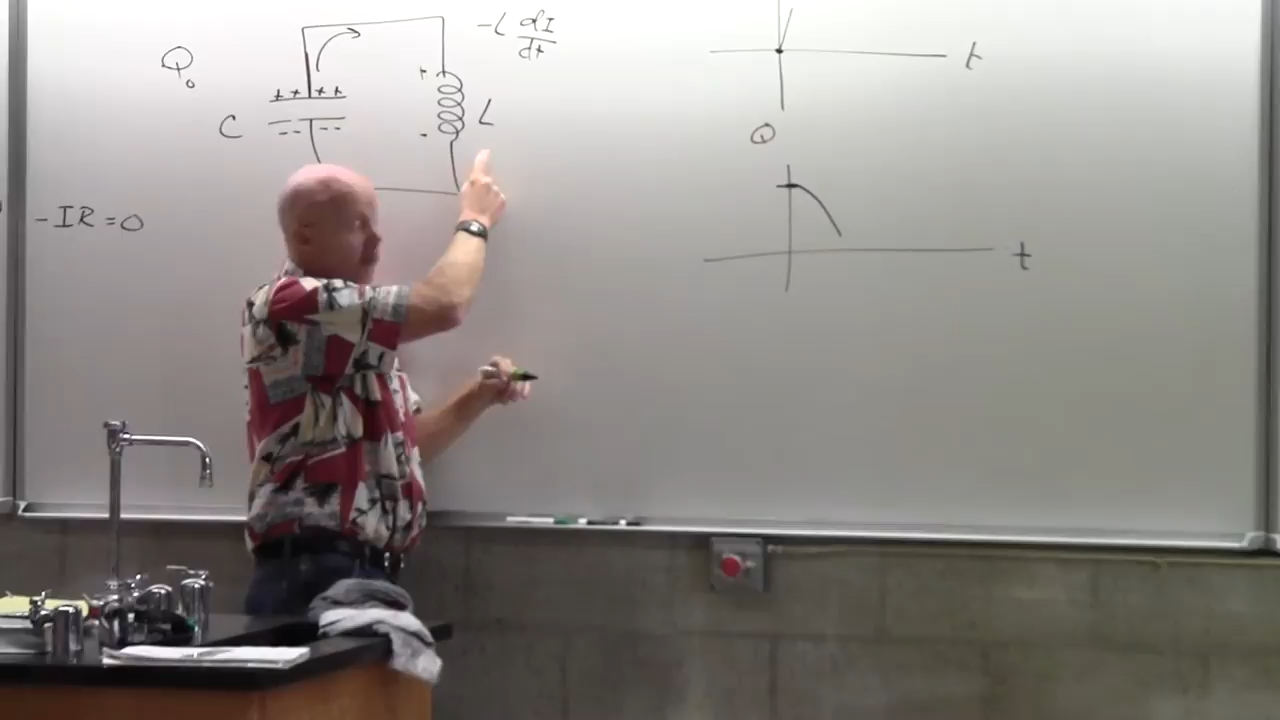 -L dI/dt
Q₀
+ + + +
+
C
-- --
-
L
-IR=0
t
Q
t